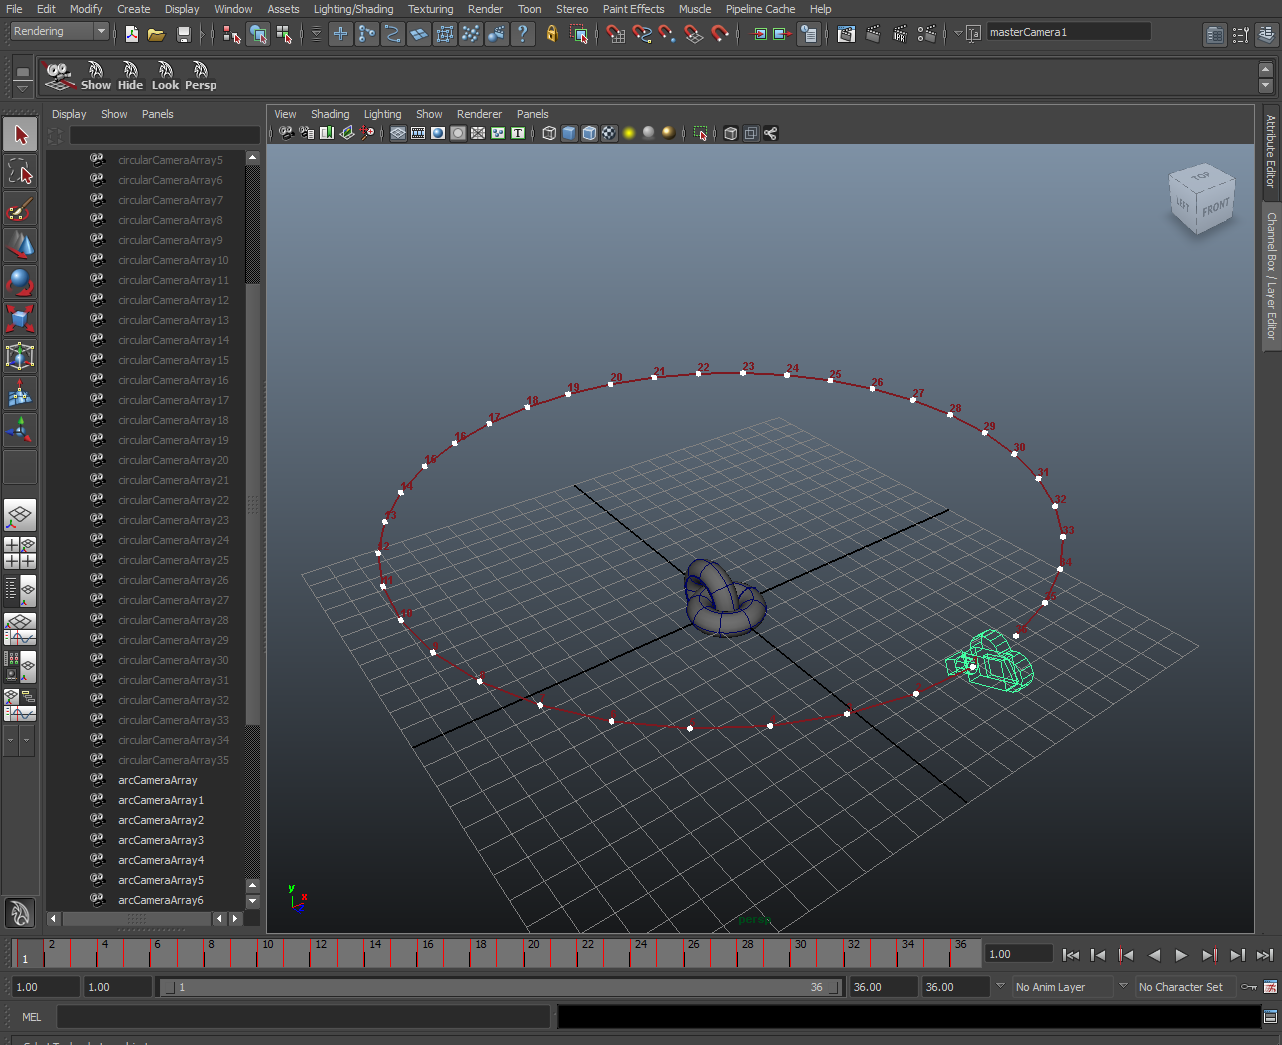 File Edit Modify Create Display Window Assets Lighting/Shading Texturing Render Toon Stereo Paint Effects Muscle Pipeline Cache Help
Rendering masterCamera1
Show Hide Look Persp
Display Show Panels
View Shading Lighting Show Renderer Panels
T
circularCameraArray5
circularCameraArray6
circularCameraArray7
circularCameraArray8
circularCameraArray9
circularCameraArray10
circularCameraArray11
circularCameraArray12
circularCameraArray13
circularCameraArray14
circularCameraArray15
circularCameraArray16
circularCameraArray17
circularCameraArray18
circularCameraArray19
circularCameraArray20
circularCameraArray21
circularCameraArray22
circularCameraArray23
circularCameraArray24
circularCameraArray25
circularCameraArray26
circularCameraArray27
circularCameraArray28
circularCameraArray29
circularCameraArray30
circularCameraArray31
circularCameraArray32
circularCameraArray33
circularCameraArray34
circularCameraArray35
arcCameraArray
arcCameraArray1
arcCameraArray2
arcCameraArray3
arcCameraArray4
arcCameraArray5
arcCameraArray6
TOP
LEFT FRONT
Attribute Editor
Channel Box / Layer Editor
16 17 18 19 20 21 22 23 24 25 26 27 28 29 30 31 32 33
14
10
y
x
persp
1 2 4 6 8 10 12 14 16 18 20 22 24 26 28 30 32 34 36 1.00
1.00 1.00 1 36 36.00 36.00 No Anim Layer No Character Set
MEL